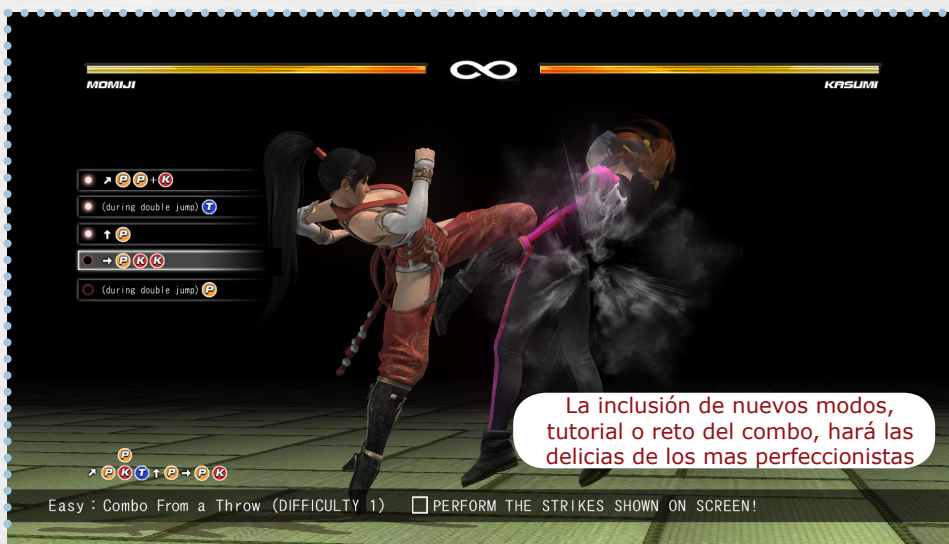 MOMIJI
KASUMI
↗ P P + K
(during double jump) T
↑ P
→ P K K
(during double jump) P
La inclusión de nuevos modos,
tutorial o reto del combo, hará las
delicias de los mas perfeccionistas
P
↗ P K T ↑ P → P K
Easy : Combo From a Throw (DIFFICULTY 1) PERFORM THE STRIKES SHOWN ON SCREEN!